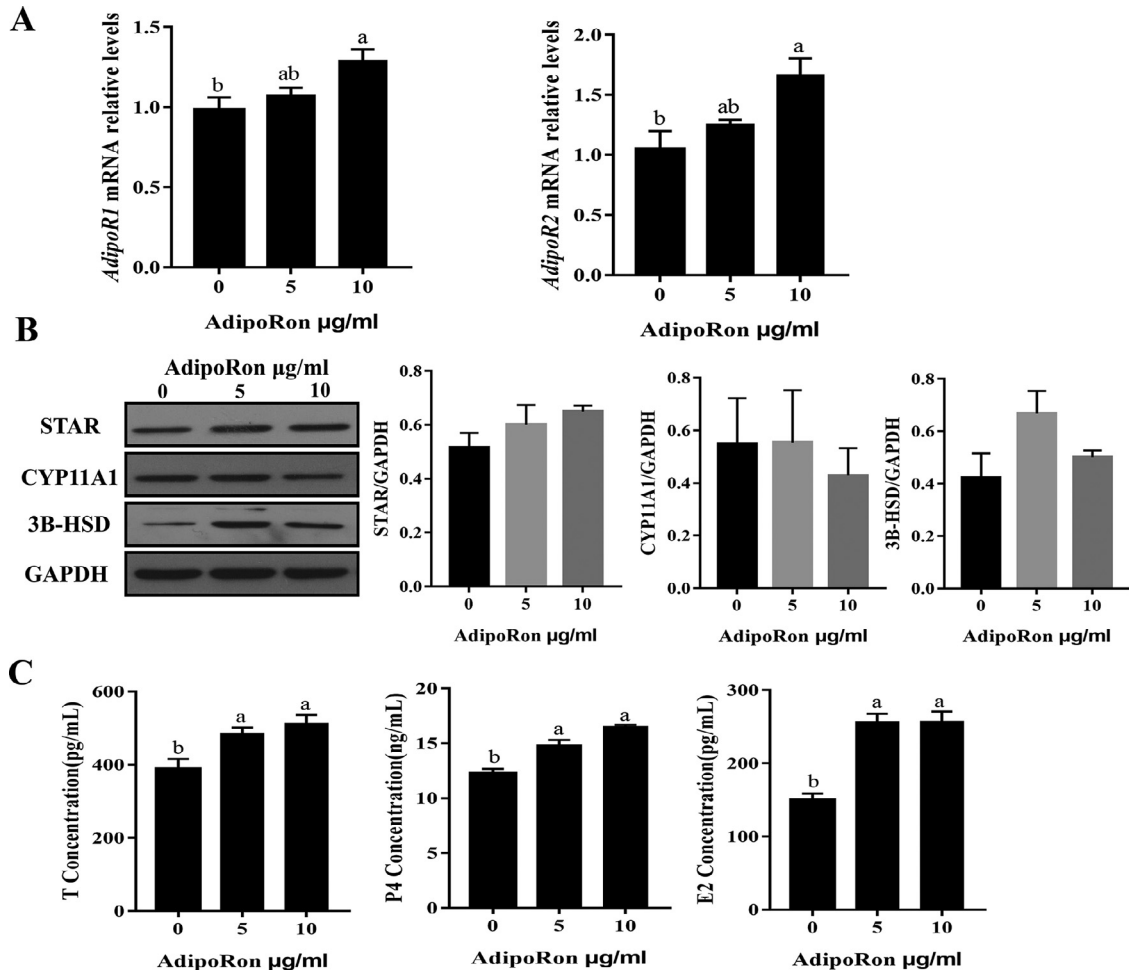 A
AdipoR1 mRNA relative levels
1.5
1.0
0.5
0.0
b
ab
a
0 5 10
AdipoRon µg/ml
AdipoR2 mRNA relative levels
2.0
1.5
1.0
0.5
0.0
b
ab
a
0 5 10
AdipoRon µg/ml
B
AdipoRon µg/ml
0 5 10
STAR
CYP11A1
3B-HSD
GAPDH
STAR/GAPDH
0.8
0.6
0.4
0.2
0.0
0 5 10
AdipoRon µg/ml
CYP11A1/GAPDH
0.8
0.6
0.4
0.2
0.0
0 5 10
AdipoRon µg/ml
3B-HSD/GAPDH
0.8
0.6
0.4
0.2
0.0
0 5 10
AdipoRon µg/ml
C
T Concentration(pg/mL)
600
400
200
0
b
a
a
0 5 10
AdipoRon µg/ml
P4 Concentration(ng/mL)
20
15
10
5
0
b
a
a
0 5 10
AdipoRon µg/ml
E2 Concentration(pg/mL)
300
200
150
0
b
a
a
0 5 10
AdipoRon µg/ml